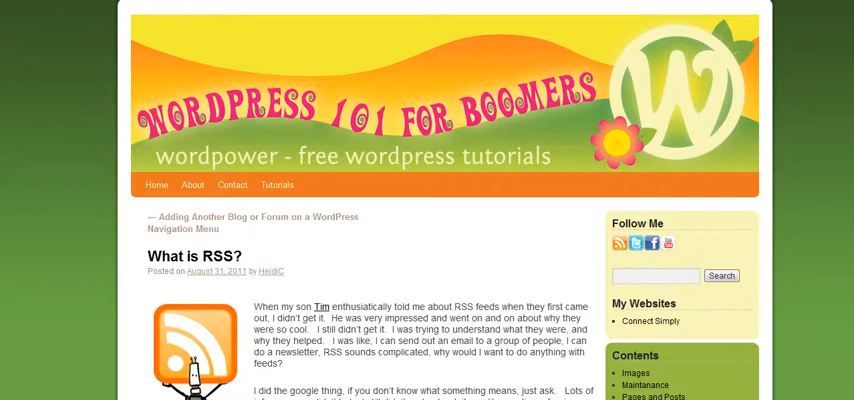 WORDPRESS 101 FOR BOOMERS
W
wordpower - free wordpress tutorials
Home About Contact Tutorials
← Adding Another Blog or Forum on a WordPress
Navigation Menu
What is RSS?
Posted on August 31, 2011 by HeidiC
When my son Tim enthusiatically told me about RSS feeds when they first came
out, I didn't get it. He was very impressed and went on and on about why they
were so cool. I still didn't get it. I was trying to understand what they were, and
why they helped. I was like, I can send out an email to a group of people, I can
do a newsletter, RSS sounds complicated, why would I want to do anything with
feeds?
I did the google thing, if you don't know what something means, just ask. Lots of
Follow Me
You
Search
My Websites
Connect Simply
Contents
Images
Maintanance
Pages and Posts